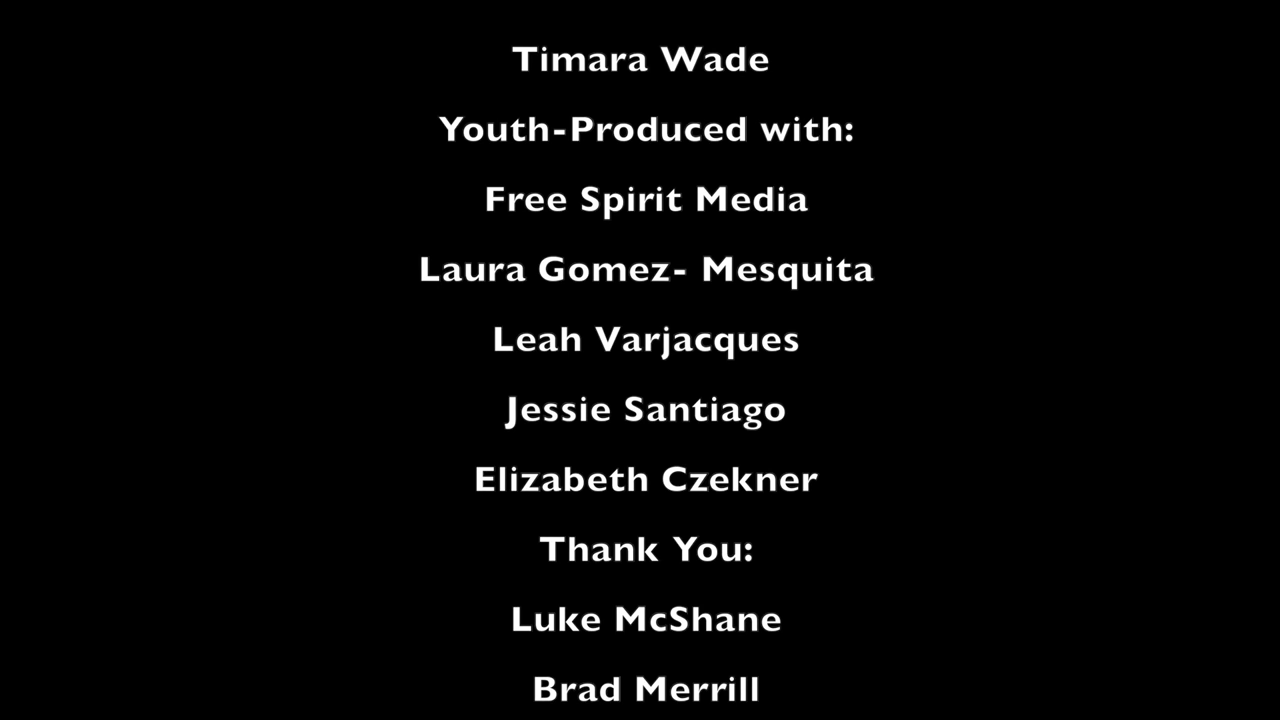 Timara Wade
Youth-Produced with:
Free Spirit Media
Laura Gomez- Mesquita
Leah Varjacques
Jessie Santiago
Elizabeth Czekner
Thank You:
Luke McShane
Brad Merrill